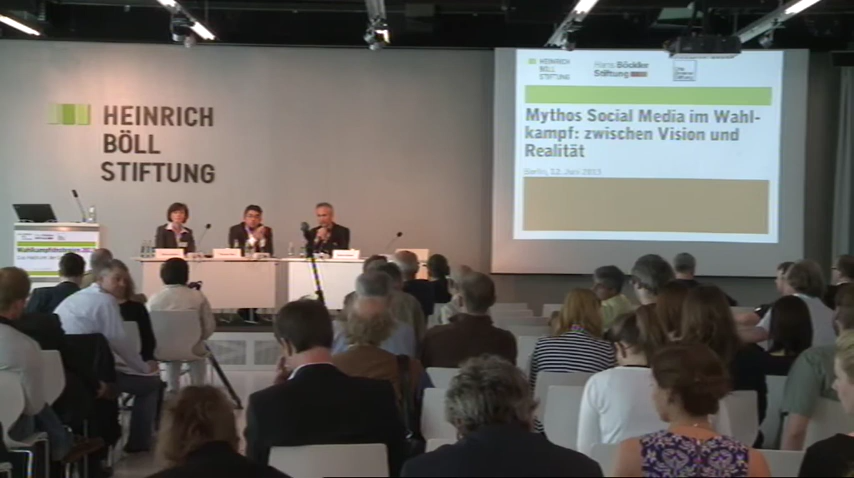 HEINRICH
BÖLL
STIFTUNG
HEINRICH
BÖLL
STIFTUNG
Hans Böckler
Stiftung
Mythos Social Media im Wahl-
kampf: zwischen Vision und
Realität
Berlin, 12. Juni 2013